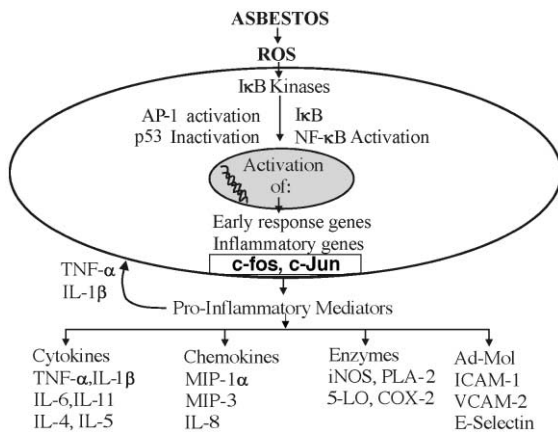 ASBESTOS
ROS
IκB Kinases
AP-1 activation
p53 Inactivation
IκB
NF-κB Activation
Activation
of:
Early response genes
Inflammatory genes
c-fos, c-Jun
TNF-α
IL-1β
Pro-Inflammatory Mediators
Cytokines
TNF-α,IL-1β
IL-6,IL-11
IL-4, IL-5
Chemokines
MIP-1α
MIP-3
IL-8
Enzymes
iNOS, PLA-2
5-LO, COX-2
Ad-Mol
ICAM-1
VCAM-2
E-Selectin